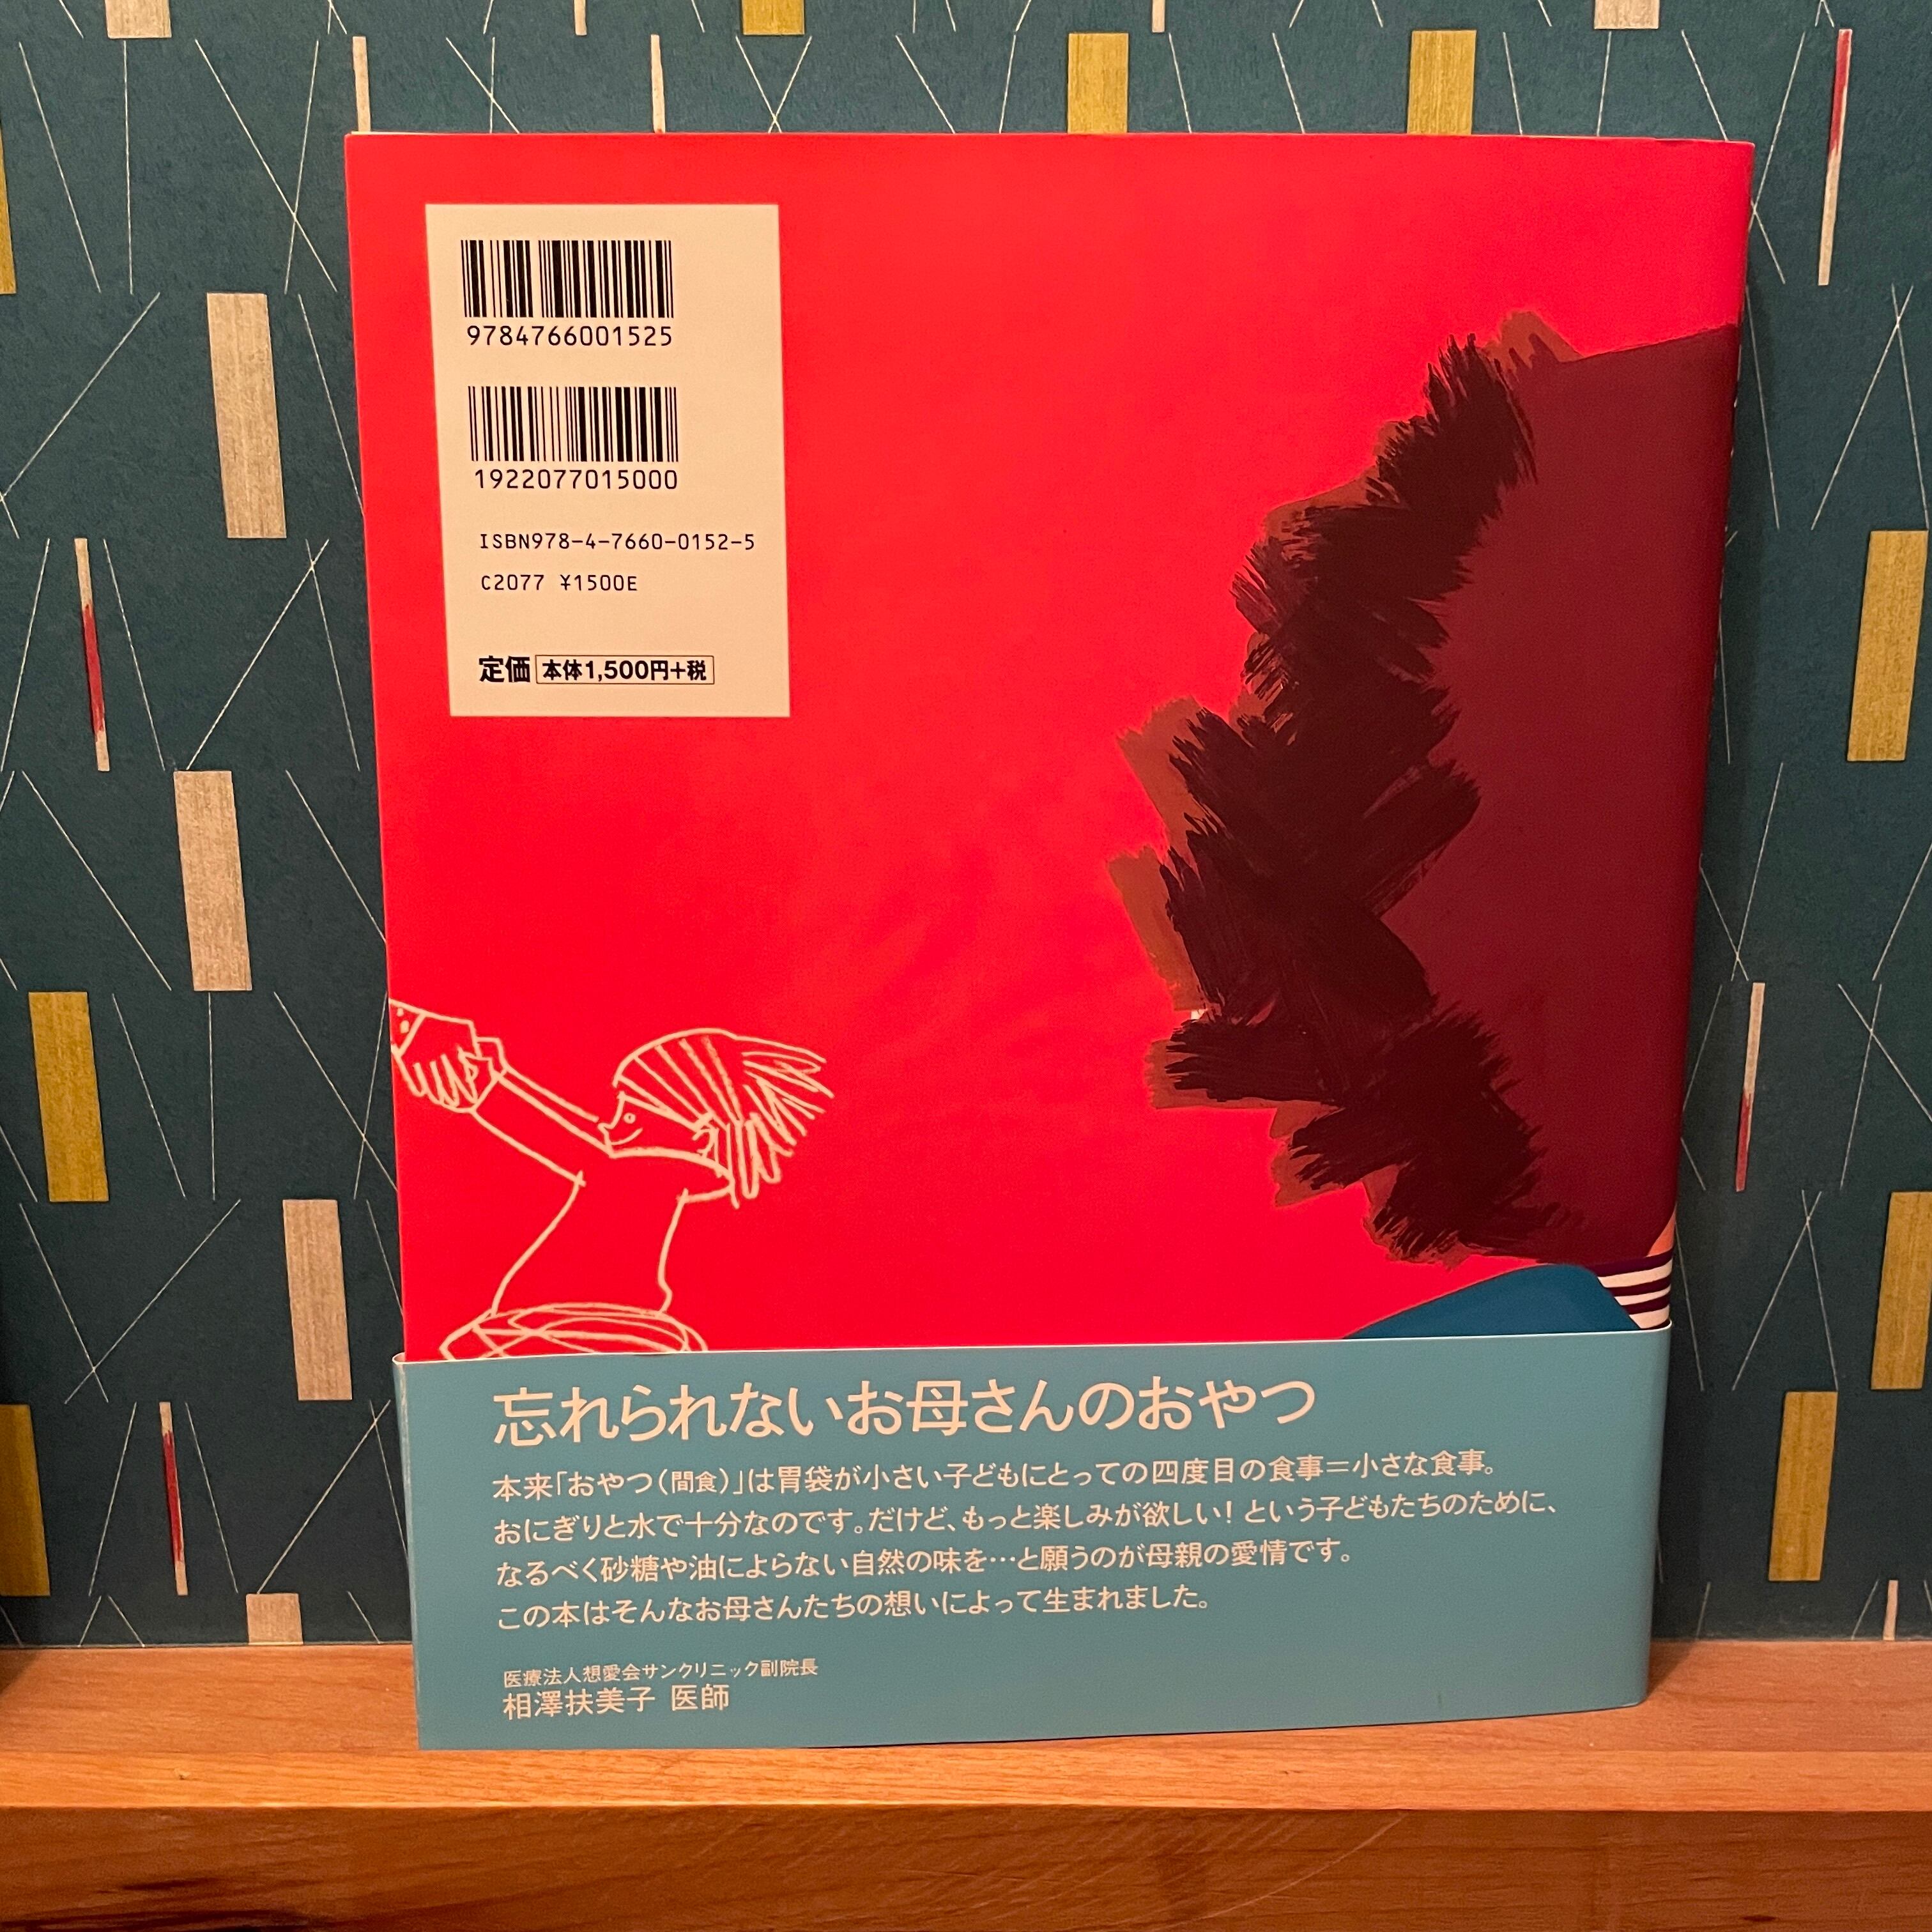 9784766001525
1922077015000
ISBN978-4-7660-0152-5
C2077 ¥1500E
定価 本体1,500円+税
忘れられないお母さんのおやつ
本来「おやつ(間食)」は胃袋が小さい子どもにとっての四度目の食事=小さな食事。
おにぎりと水で十分なのです。だけど、もっと楽しみが欲しい! という子どもたちのために、
なるべく砂糖や油によらない自然の味を…と願うのが母親の愛情です。
この本はそんなお母さんたちの想いによって生まれました。
医療法人想愛会サンクリニック副院長
相澤扶美子 医師